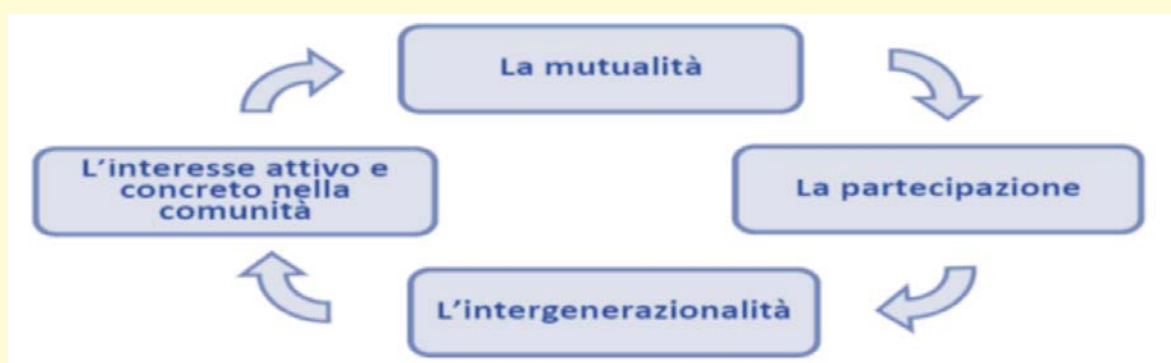 La mutualità
La partecipazione
L'intergenerazionalità
L'interesse attivo e
concreto nella
comunità